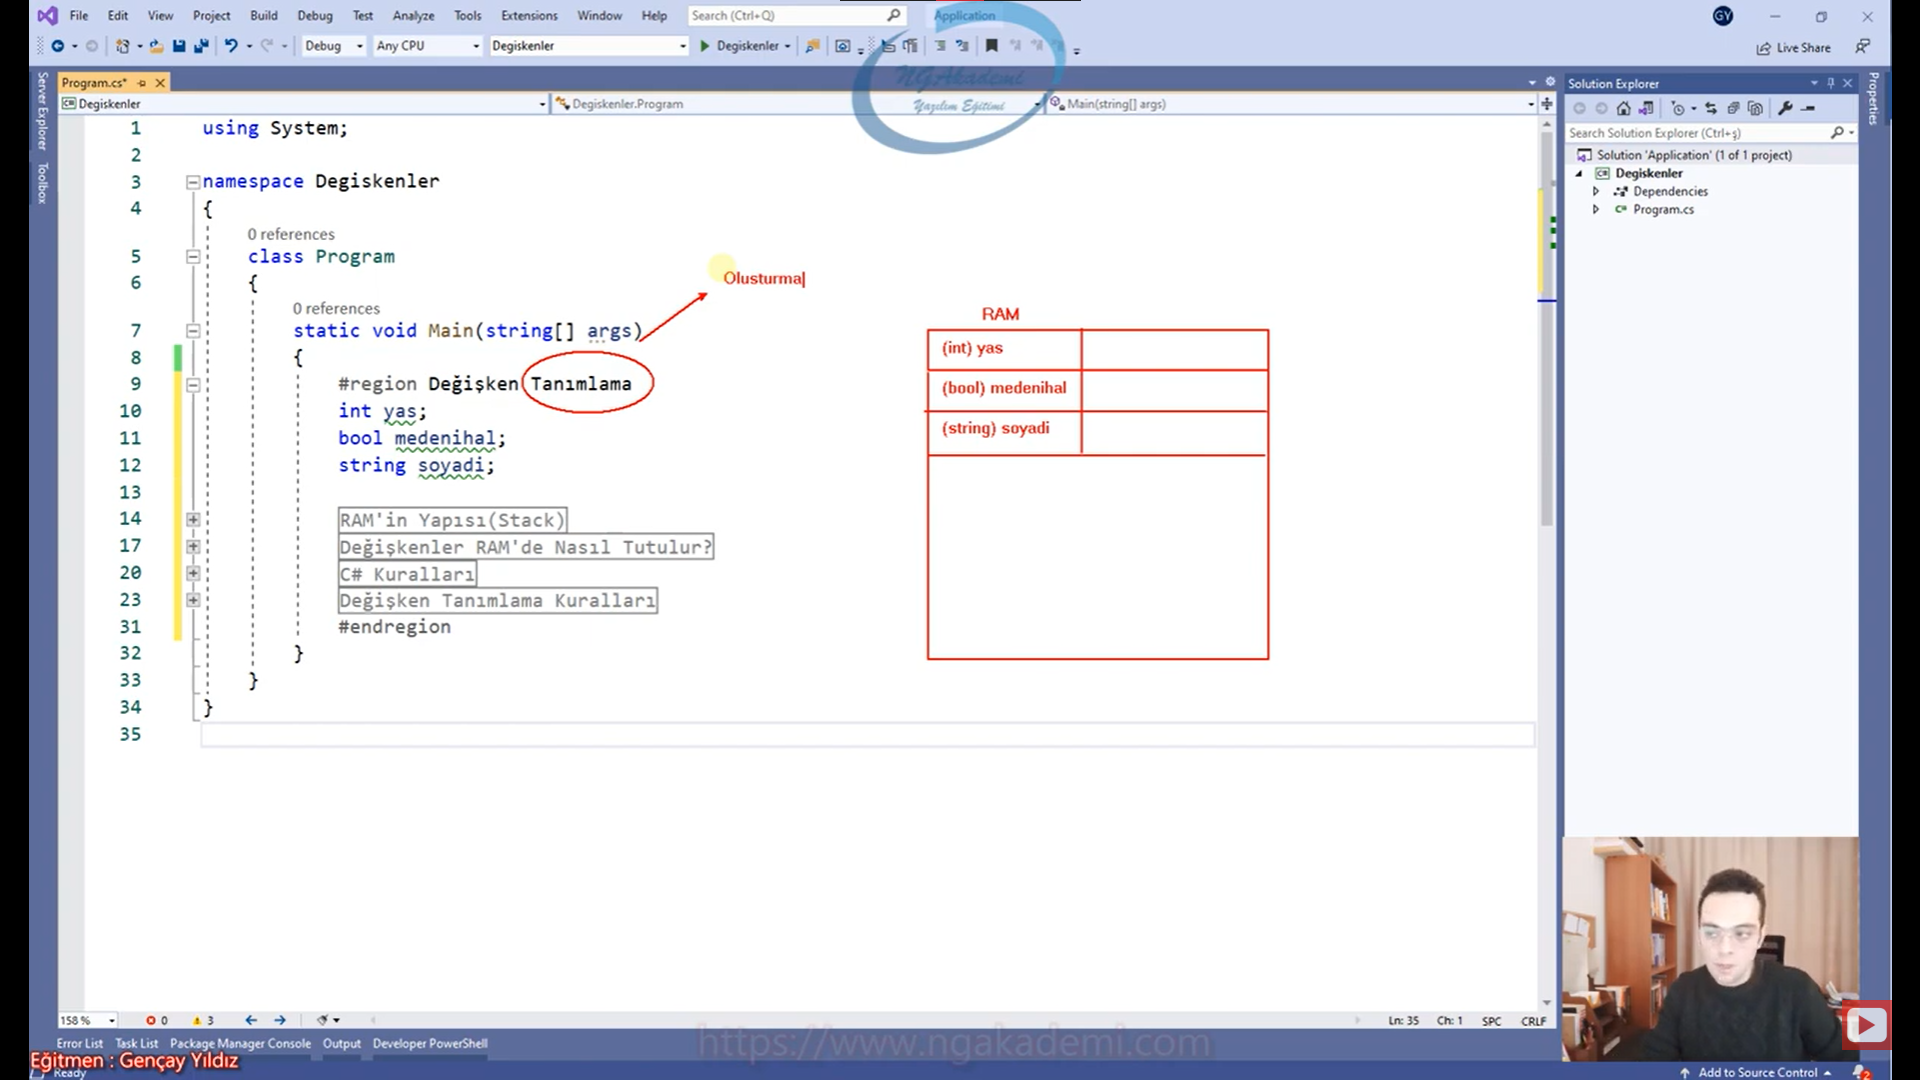 File Edit View Project Build Debug Test Analyze Tools Extensions Window Help Search (Ctrl+Q) Application GY
Debug Any CPU Degiskenler Degiskenler Live Share
NGAkademi
Yazılım Eğitimi
Program.cs*
Degiskenler Degiskenler.Program Main(string[] args)
Server Explorer
Toolbox
1 using System;
2
3 namespace Degiskenler
4 {
0 references
5 class Program
6 {
0 references
7 static void Main(string[] args)
8 {
9 #region Değişken Tanımlama
10 int yas;
11 bool medenihal;
12 string soyadi;
13
14 RAM'in Yapısı(Stack)
17 Değişkenler RAM'de Nasıl Tutulur?
20 C# Kuralları
23 Değişken Tanımlama Kuralları
31 #endregion
32 }
33 }
34 }
35
Olusturma
RAM
(int) yas
(bool) medenihal
(string) soyadi
Solution Explorer
Search Solution Explorer (Ctrl+ş)
Solution 'Application' (1 of 1 project)
Degiskenler
Dependencies
Program.cs
Properties
158 % 0 3 Ln: 35 Ch: 1 SPC CRLF
https://www.ngakademi.com
Error List Task List Package Manager Console Output Developer PowerShell
Eğitmen : Gençay Yıldız
Ready Add to Source Control 2